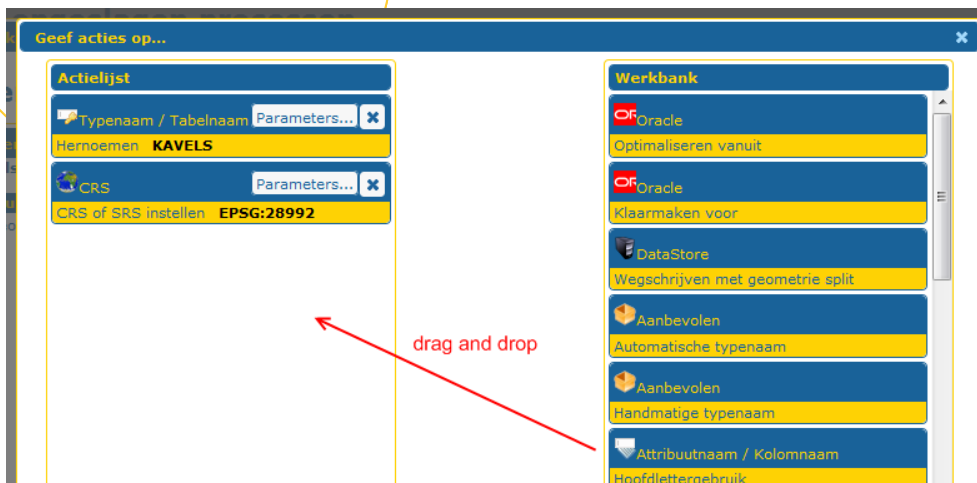 Geef acties op...
Actielijst
Typenaam / Tabelnaam Parameters...
Hernoemen KAVELS
CRS Parameters...
CRS of SRS instellen EPSG:28992
drag and drop
Werkbank
Oracle
Optimaliseren vanuit
Oracle
Klaarmaken voor
DataStore
Wegschrijven met geometrie split
Aanbevolen
Automatische typenaam
Aanbevolen
Handmatige typenaam
Attribuutnaam / Kolomnaam
Hoofdlettergebruik